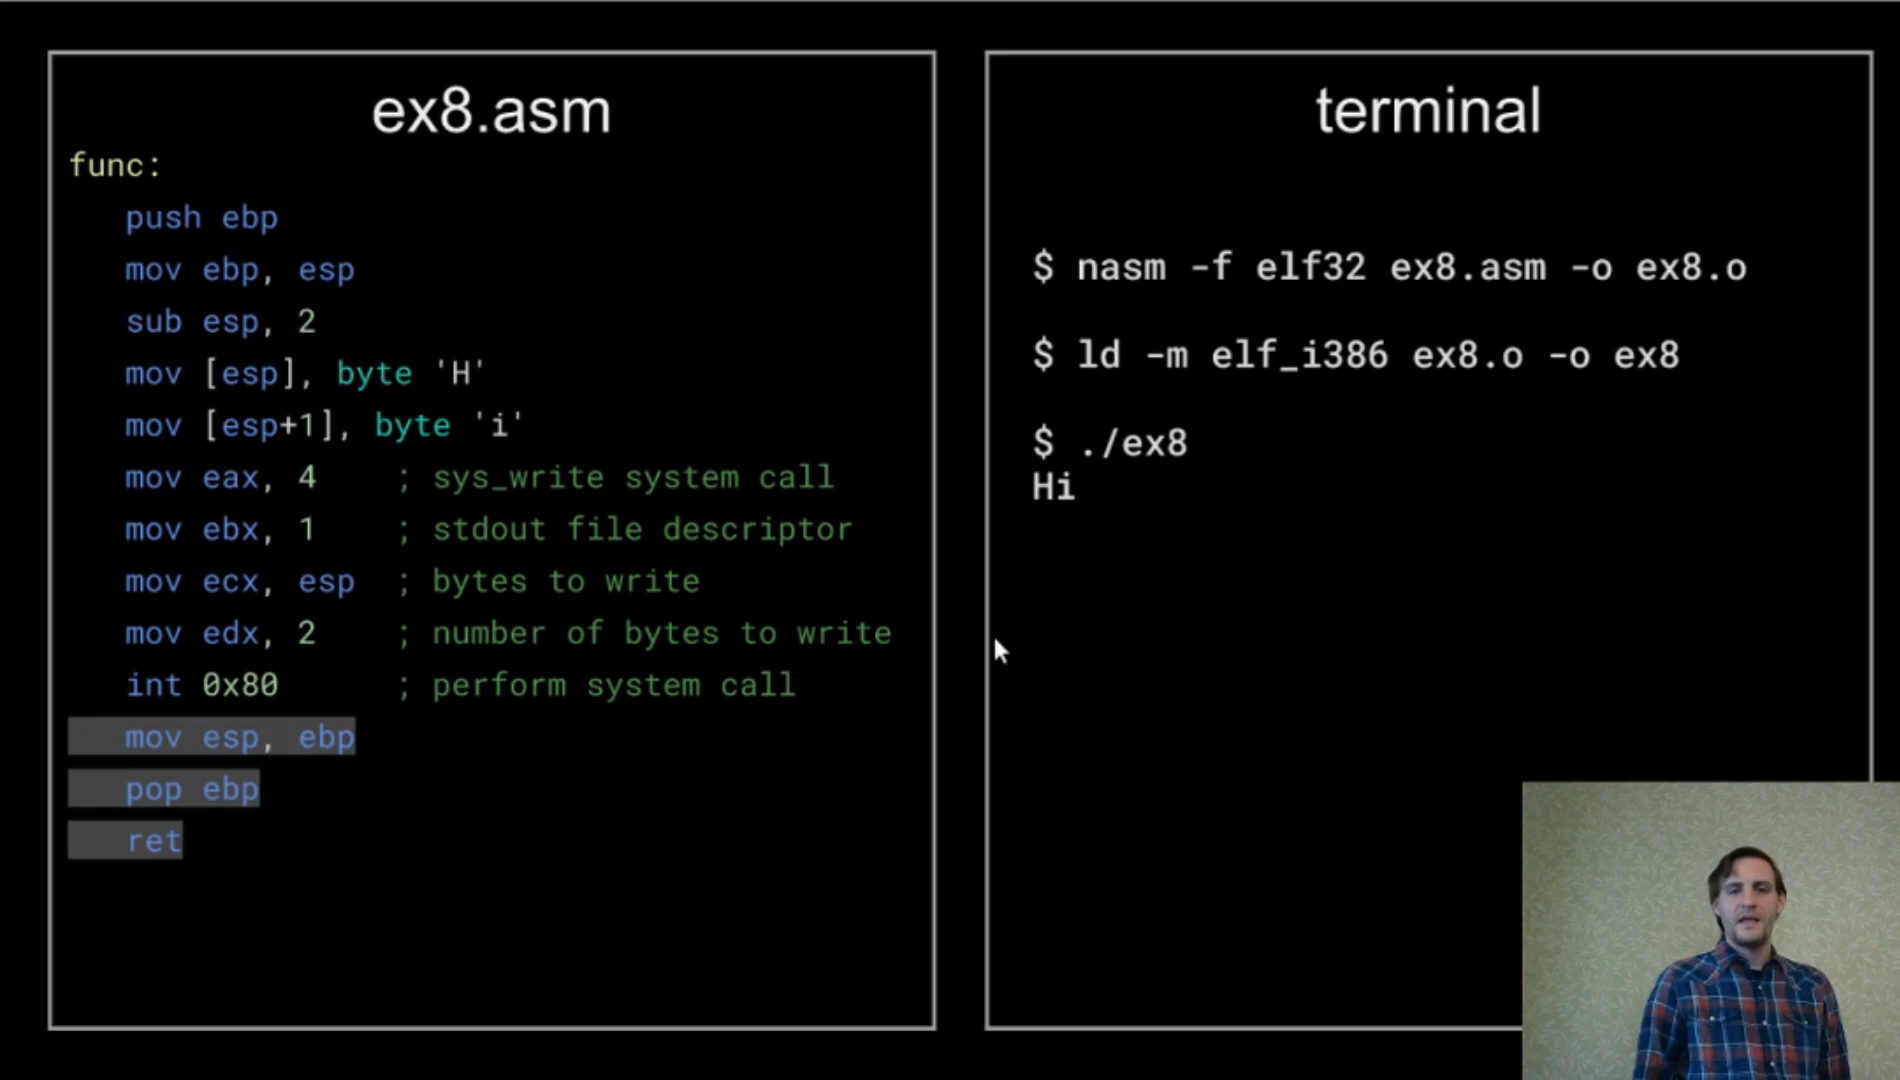 ex8.asm
func:
push ebp
mov ebp, esp
sub esp, 2
mov [esp], byte 'H'
mov [esp+1], byte 'i'
mov eax, 4 ; sys_write system call
mov ebx, 1 ; stdout file descriptor
mov ecx, esp ; bytes to write
mov edx, 2 ; number of bytes to write
int 0x80 ; perform system call
mov esp, ebp
pop ebp
ret
terminal
$ nasm -f elf32 ex8.asm -o ex8.o
$ ld -m elf_i386 ex8.o -o ex8
$ ./ex8
Hi